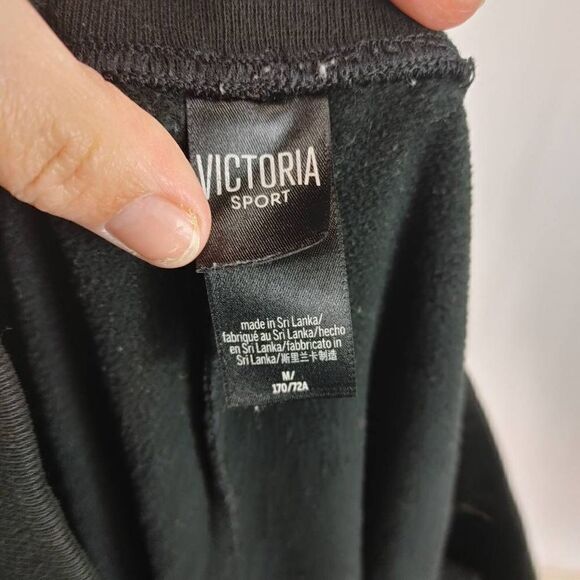 VICTORIA
SPORT
made in Sri Lanka/
fabriqué au Sri Lanka/hecho
en Sri Lanka/fabbricato in
Sri Lanka/斯里兰卡制造
M/
170/72A